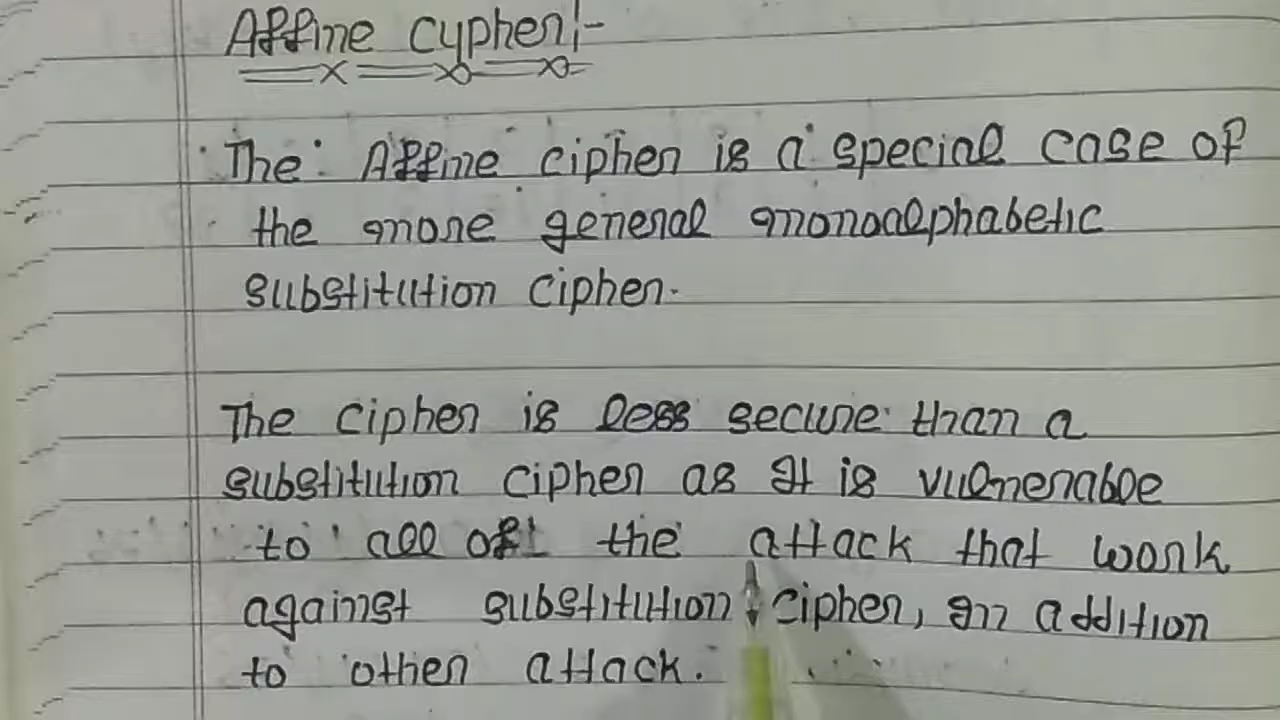 Affine cypher:-
The Affine cipher is a special case of
the more general monoalphabetic
substitution cipher.
The cipher is less secure than a
substitution cipher as It is vulnerable
to all of the attack that work
against substitution cipher, In addition
to other attack.